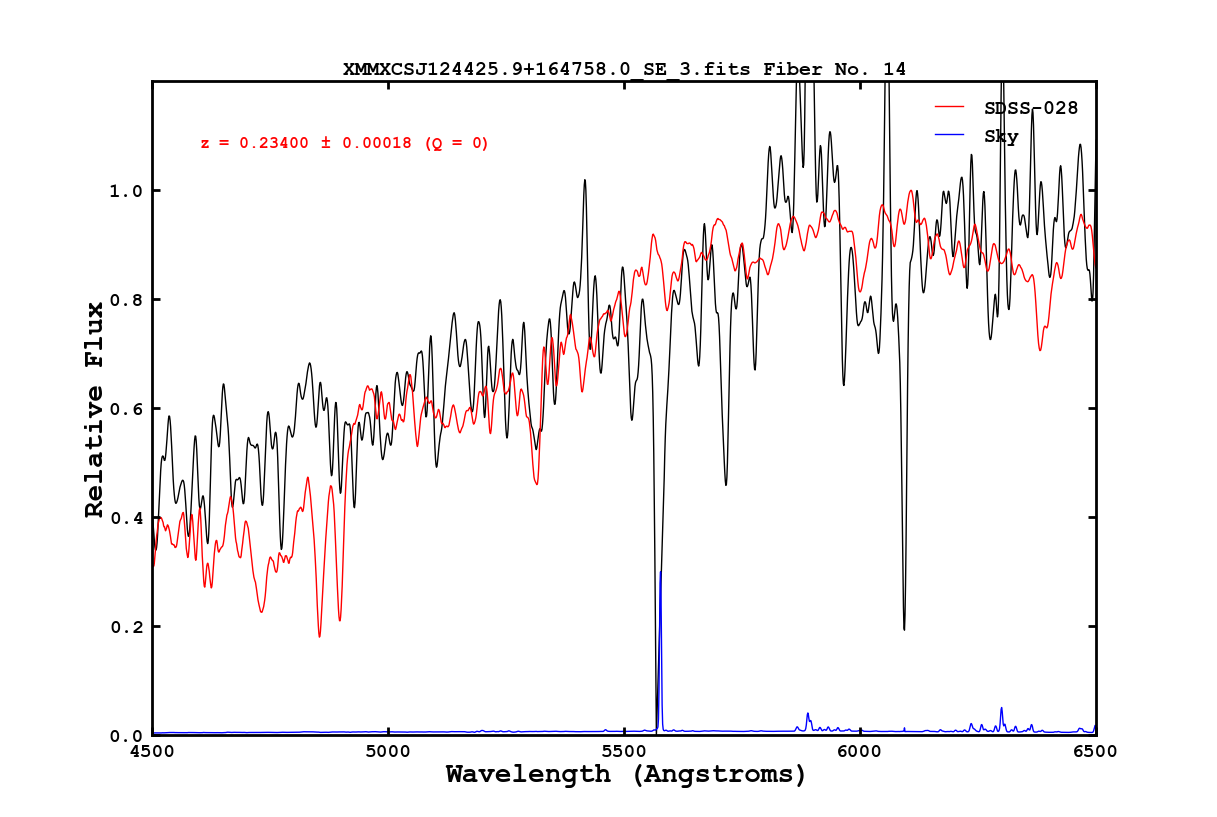 XMMXCSJ124425.9+164758.0_SE_3.fits Fiber No. 14
SDSS-028
Sky
z = 0.23400 ± 0.00018 (Q = 0)
1.0
0.8
0.6
0.4
0.2
0.0
Relative Flux
4500 5000 5500 6000 6500
Wavelength (Angstroms)